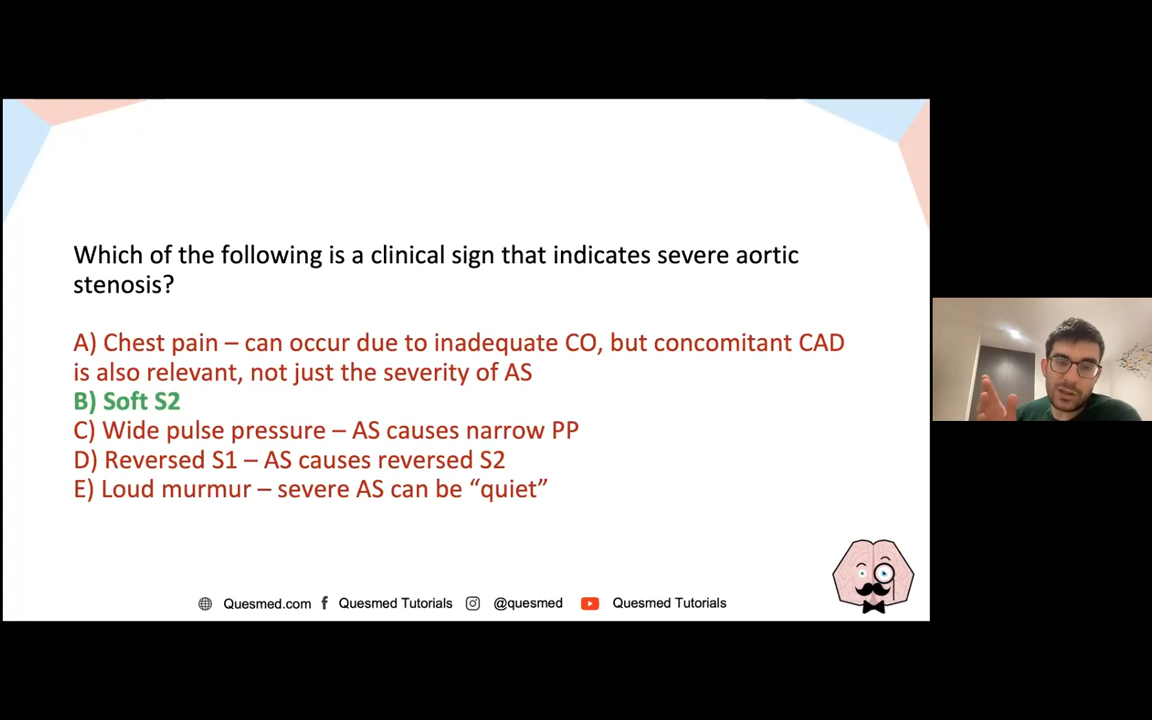 Which of the following is a clinical sign that indicates severe aortic
stenosis?
A) Chest pain – can occur due to inadequate CO, but concomitant CAD
is also relevant, not just the severity of AS
B) Soft S2
C) Wide pulse pressure – AS causes narrow PP
D) Reversed S1 – AS causes reversed S2
E) Loud murmur – severe AS can be “quiet”
Quesmed.com f Quesmed Tutorials @quesmed Quesmed Tutorials